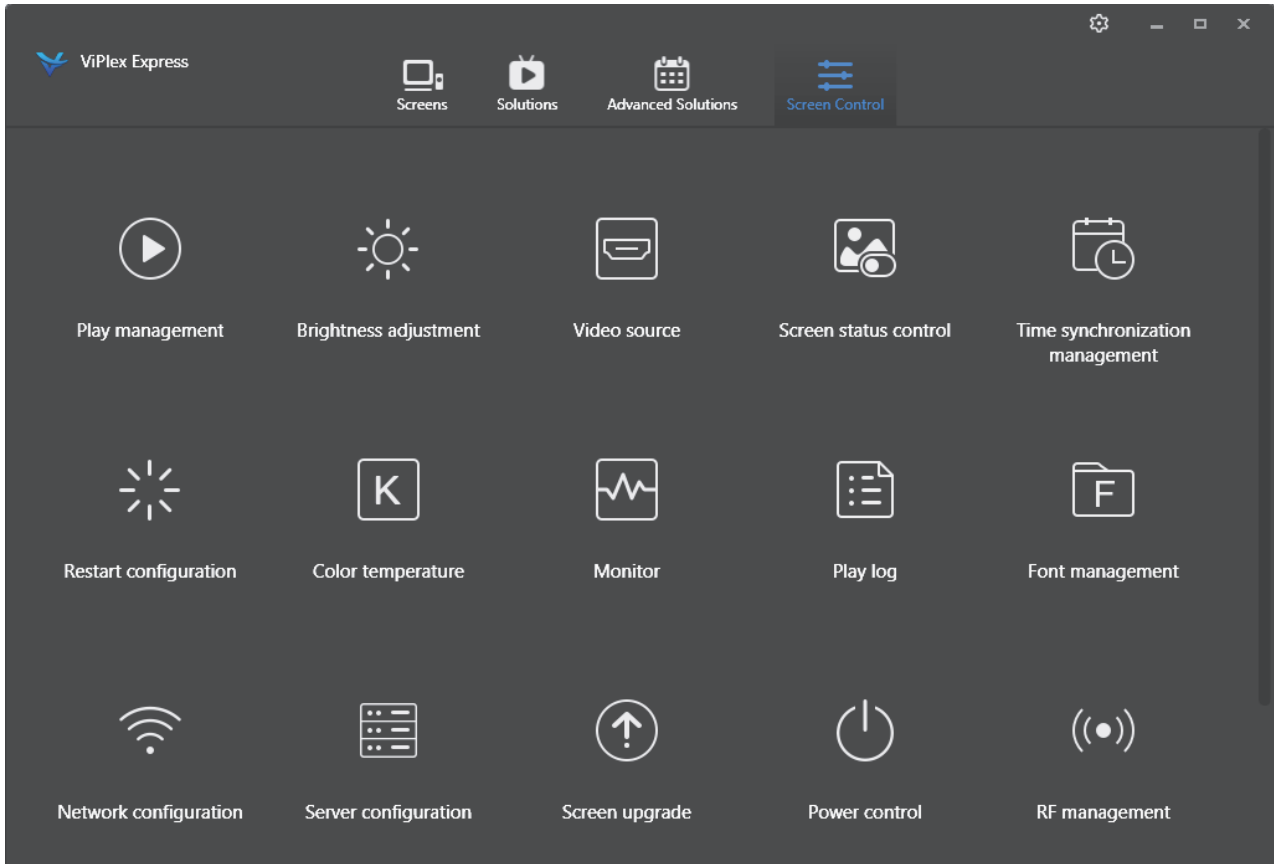 ViPlex Express
Screens
Solutions
Advanced Solutions
Screen Control
Play management
Brightness adjustment
Video source
Screen status control
Time synchronization
management
Restart configuration
K
Color temperature
Monitor
Play log
F
Font management
Network configuration
Server configuration
Screen upgrade
Power control
RF management